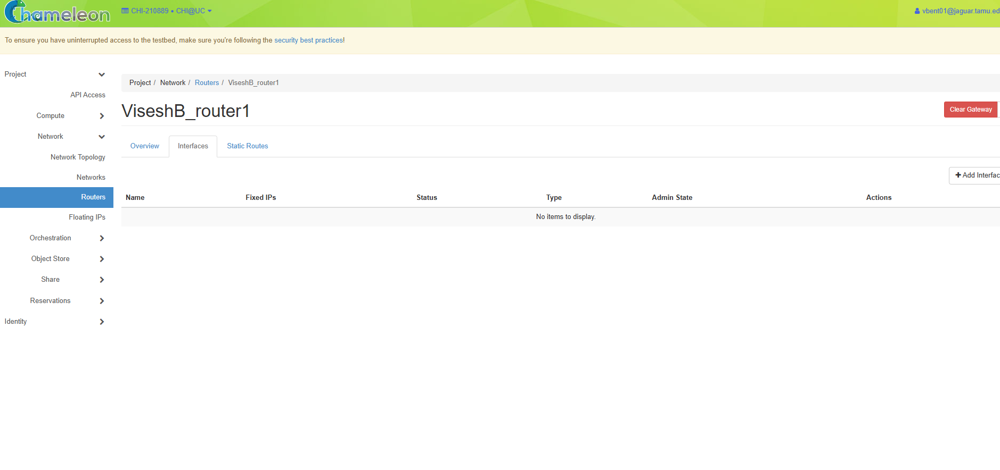 Chameleon
CHI-210889 • CHI@UC
vbent01@jaguar.tamu.ed
To ensure you have uninterrupted access to the testbed, make sure you're following the security best practices!
Project
API Access
Compute
Network
Network Topology
Networks
Routers
Floating IPs
Orchestration
Object Store
Share
Reservations
Identity
Project / Network / Routers / ViseshB_router1
ViseshB_router1
Clear Gateway
Overview Interfaces Static Routes
+ Add Interfac
Name Fixed IPs Status Type Admin State Actions
No items to display.